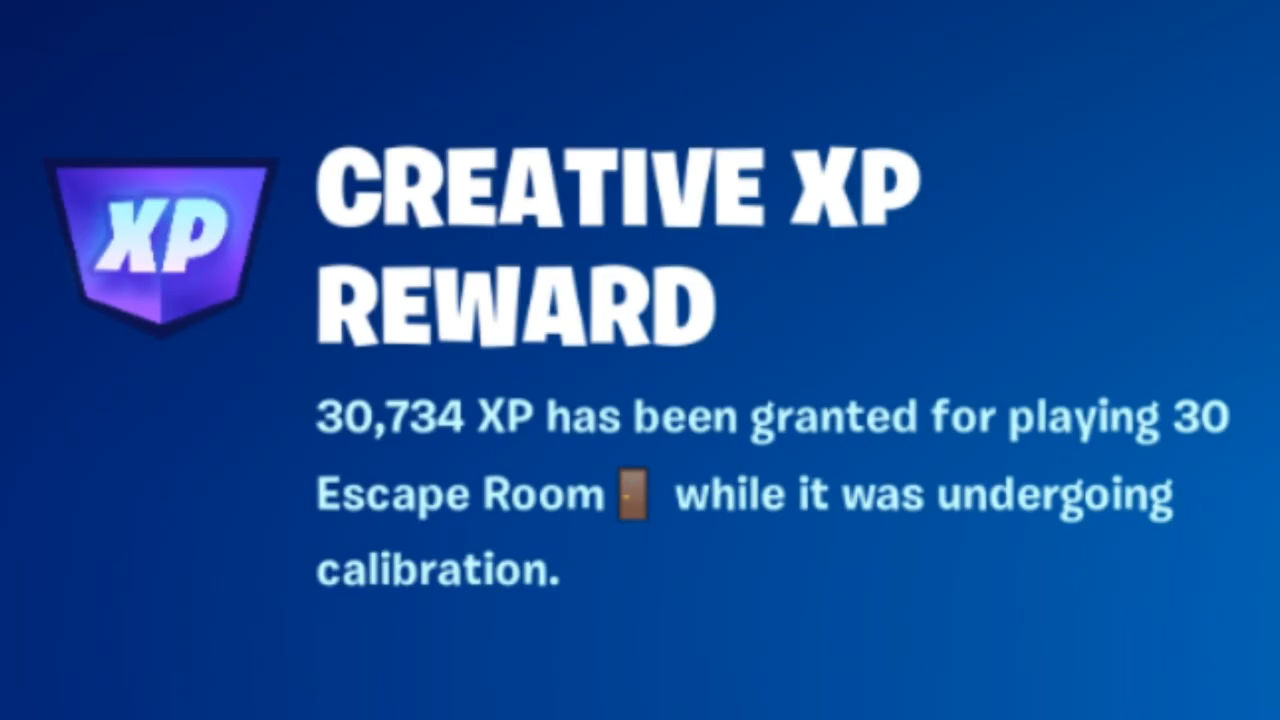 XP
CREATIVE XP
REWARD
30,734 XP has been granted for playing 30
Escape Room🚪 while it was undergoing
calibration.